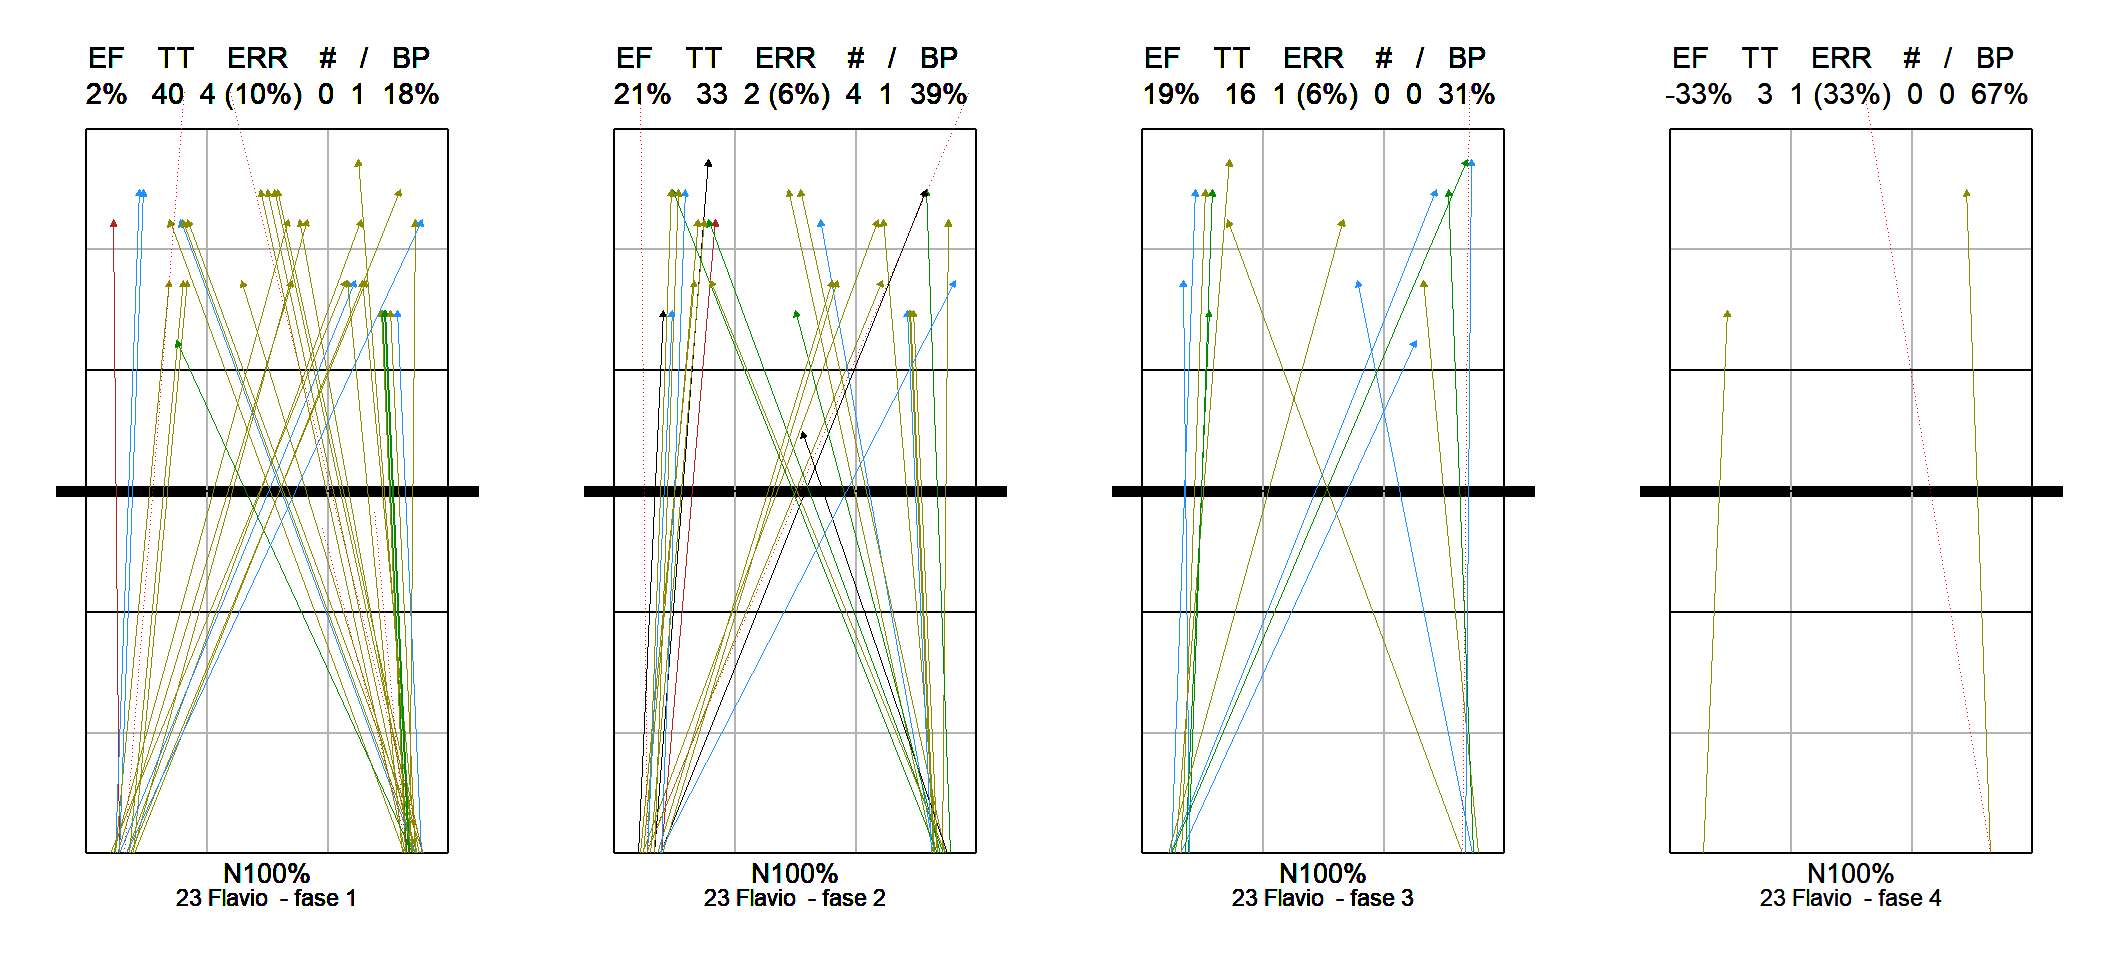 EF TT ERR # / BP
2% 40 4 (10%) 0 1 18%
N100%
23 Flavio - fase 1
EF TT ERR # / BP
21% 33 2 (6%) 4 1 39%
N100%
23 Flavio - fase 2
EF TT ERR # / BP
19% 16 1 (6%) 0 0 31%
N100%
23 Flavio - fase 3
EF TT ERR # / BP
-33% 3 1 (33%) 0 0 67%
N100%
23 Flavio - fase 4